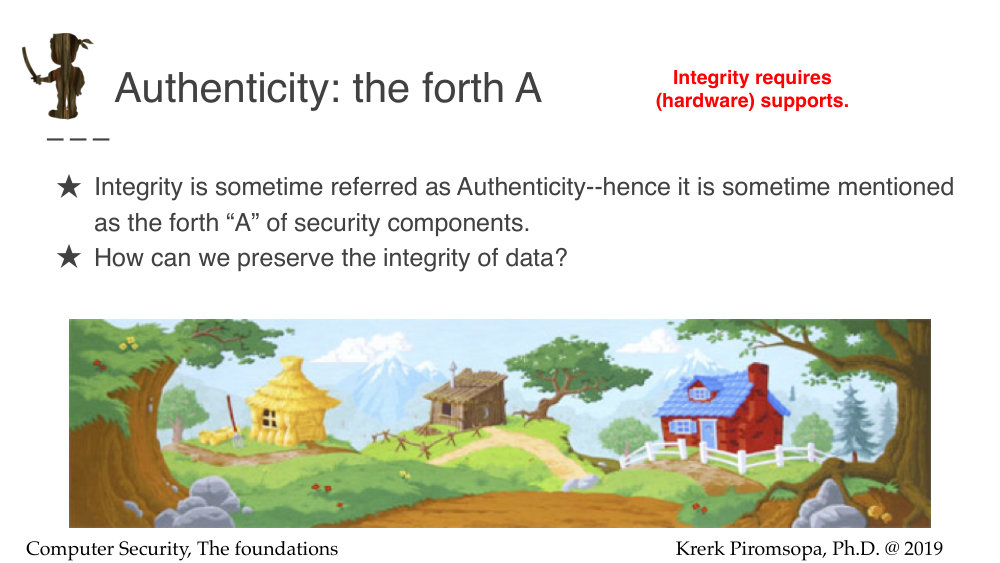 Authenticity: the forth A
Integrity requires
(hardware) supports.
★ Integrity is sometime referred as Authenticity--hence it is sometime mentioned
as the forth “A” of security components.
★ How can we preserve the integrity of data?
Computer Security, The foundations
Krerk Piromsopa, Ph.D. @ 2019